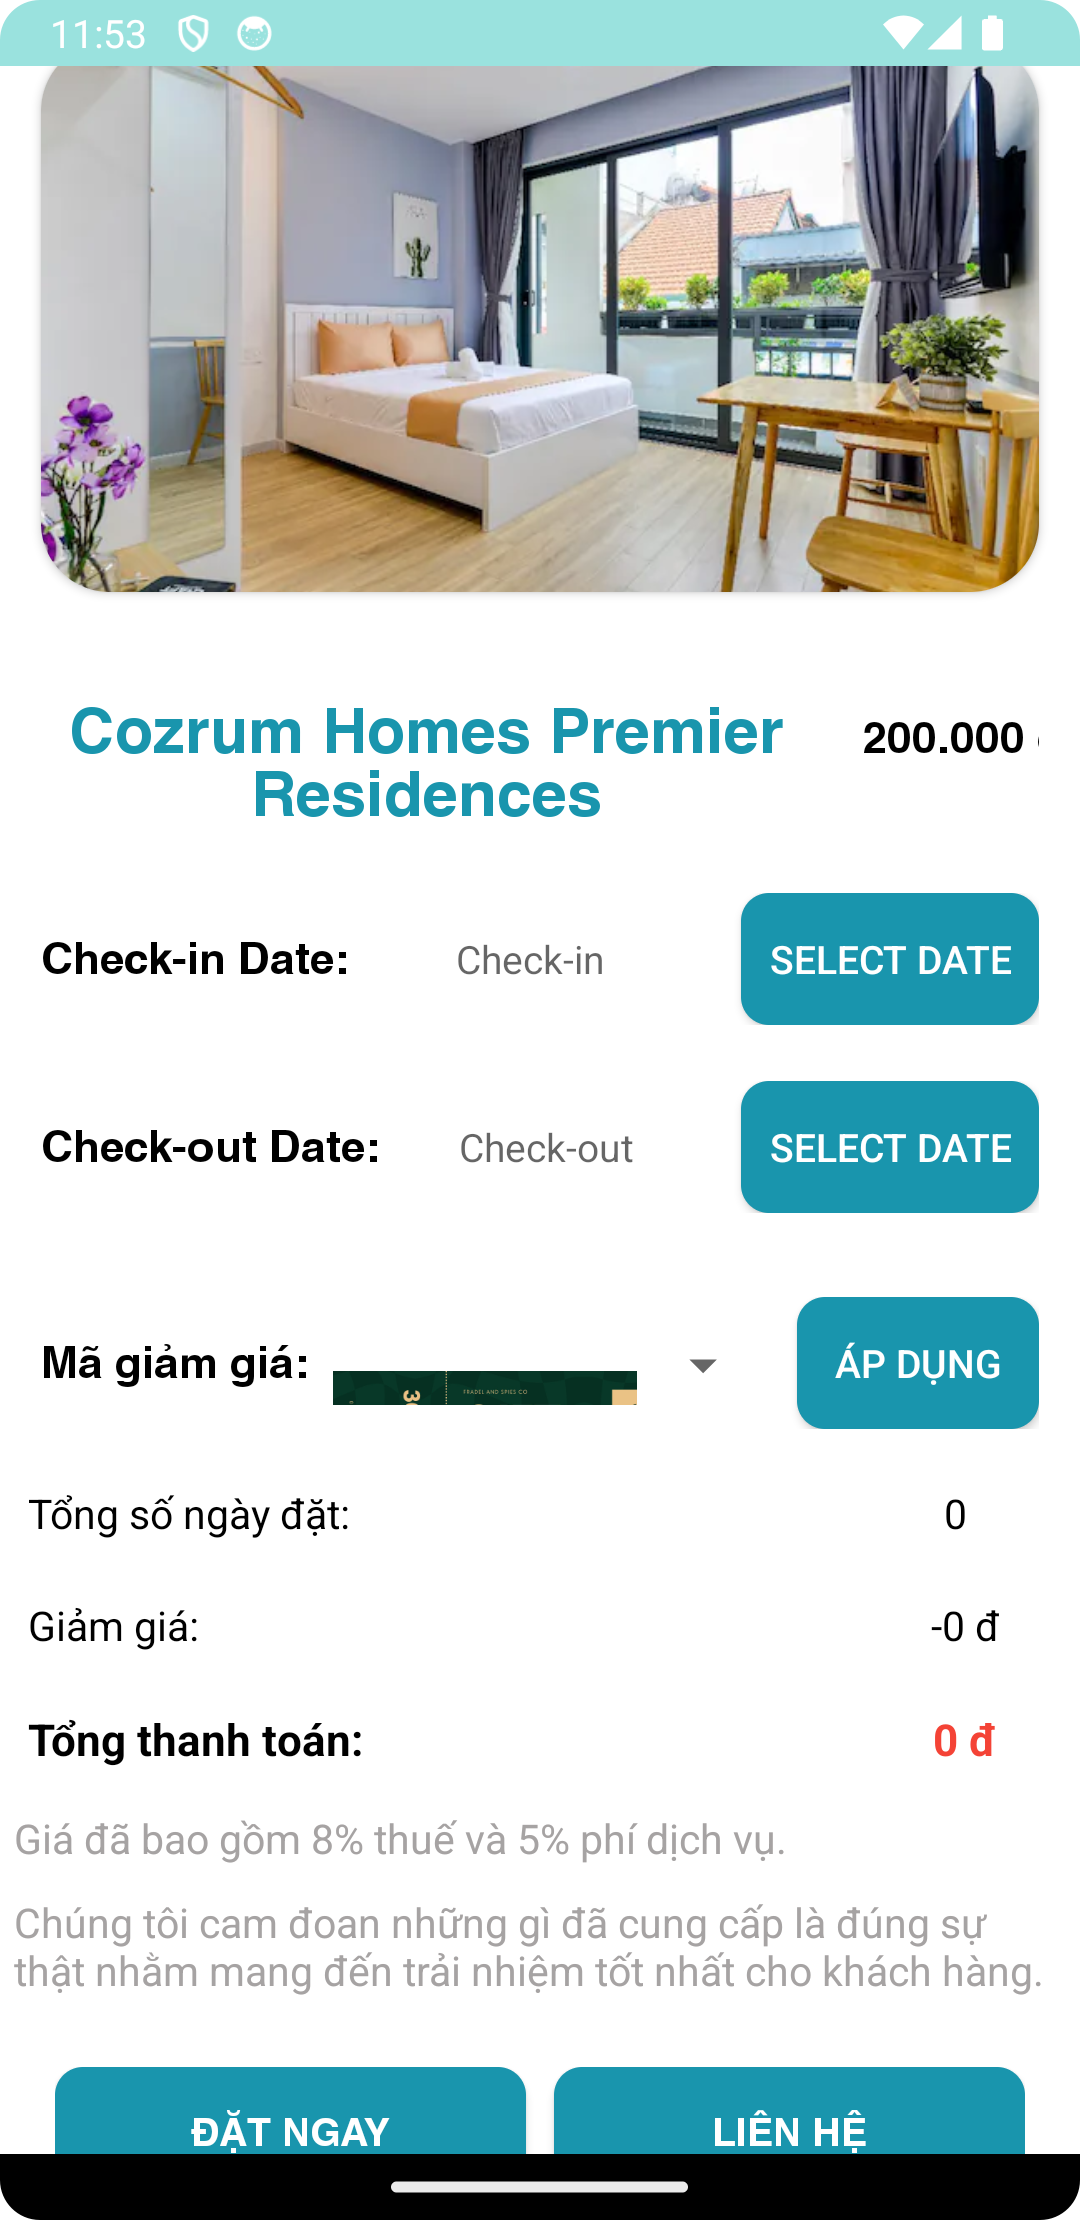 11:53
Cozrum Homes Premier
Residences
200.000
Check-in Date:
Check-in
SELECT DATE
Check-out Date:
Check-out
SELECT DATE
Mã giảm giá:
FRADEL AND SPIES CO
ÁP DỤNG
Tổng số ngày đặt:
0
Giảm giá:
-0 đ
Tổng thanh toán:
0 đ
Giá đã bao gồm 8% thuế và 5% phí dịch vụ.
Chúng tôi cam đoan những gì đã cung cấp là đúng sự
thật nhằm mang đến trải nhiệm tốt nhất cho khách hàng.
ĐẶT NGAY
LIÊN HỆ